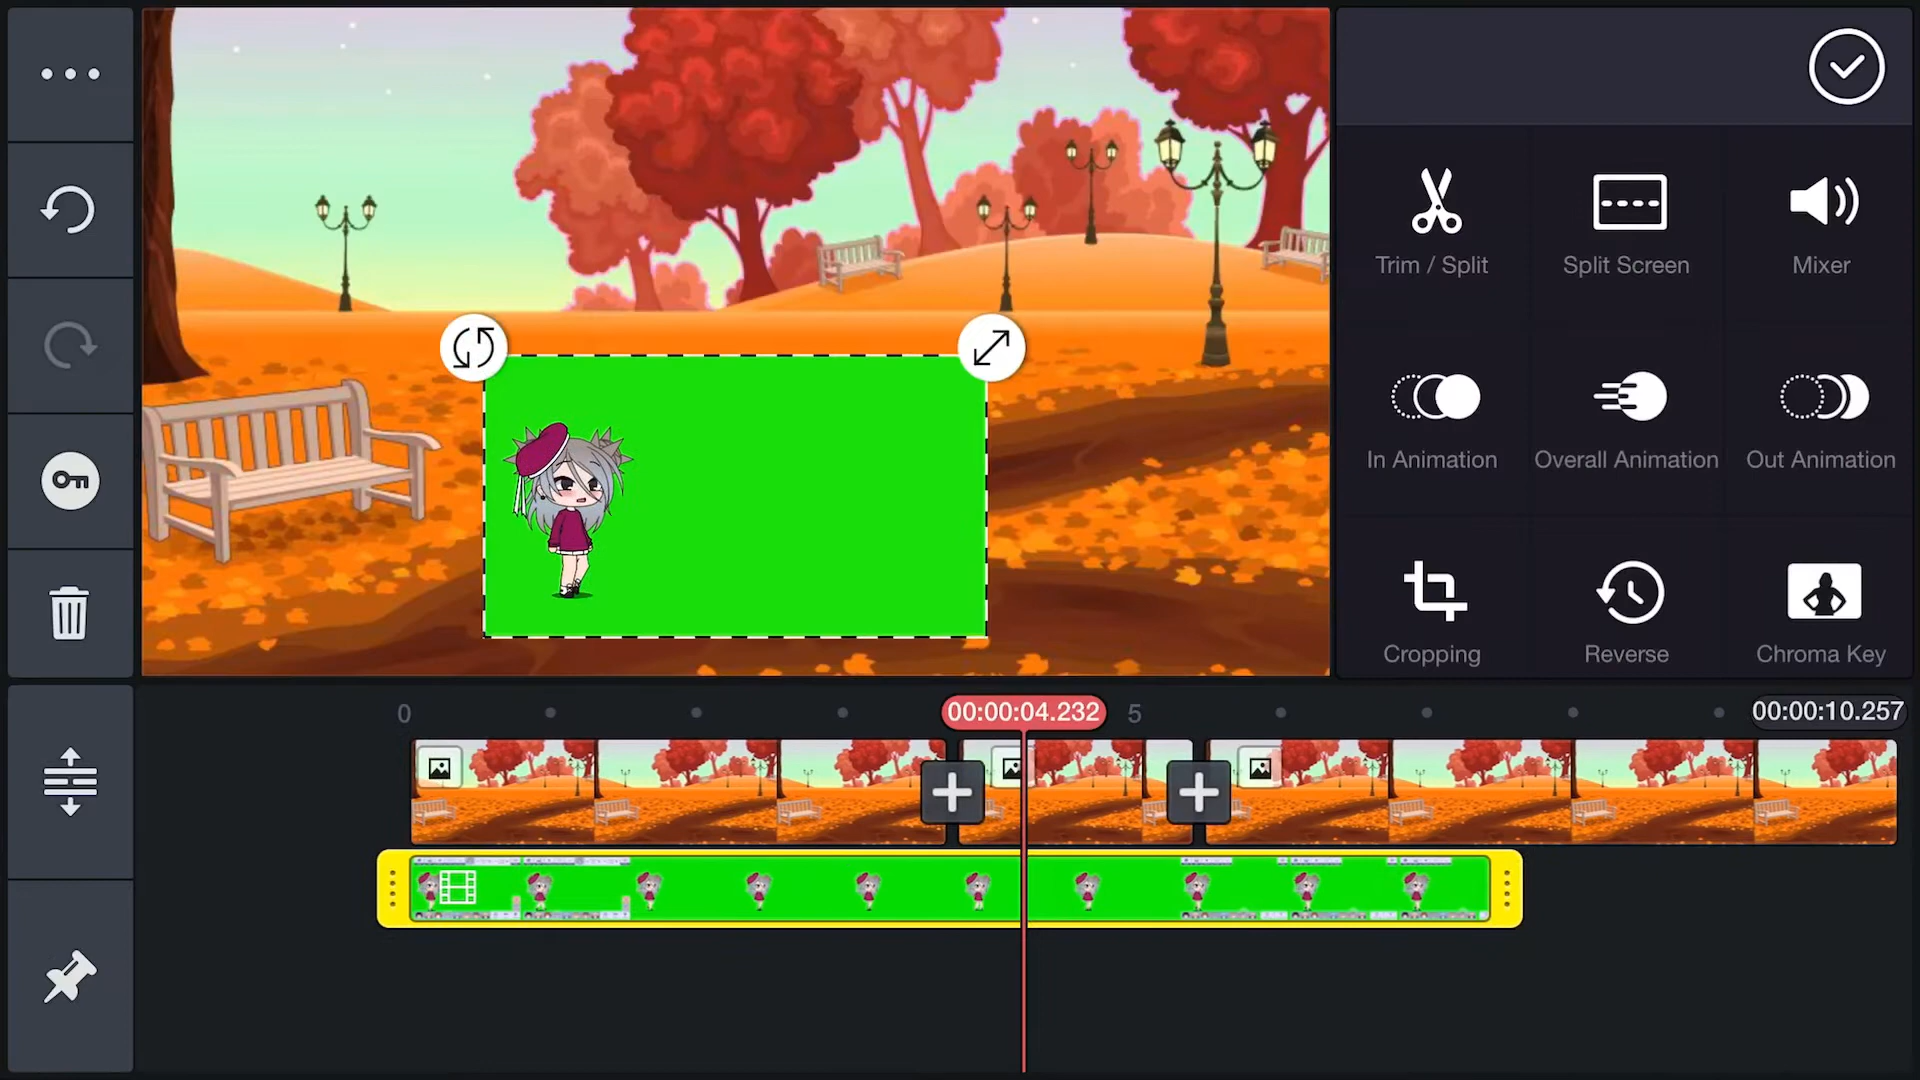 Trim / Split
Split Screen
Mixer
In Animation
Overall Animation
Out Animation
Cropping
Reverse
Chroma Key
0
00:00:04.232
5
00:00:10.257